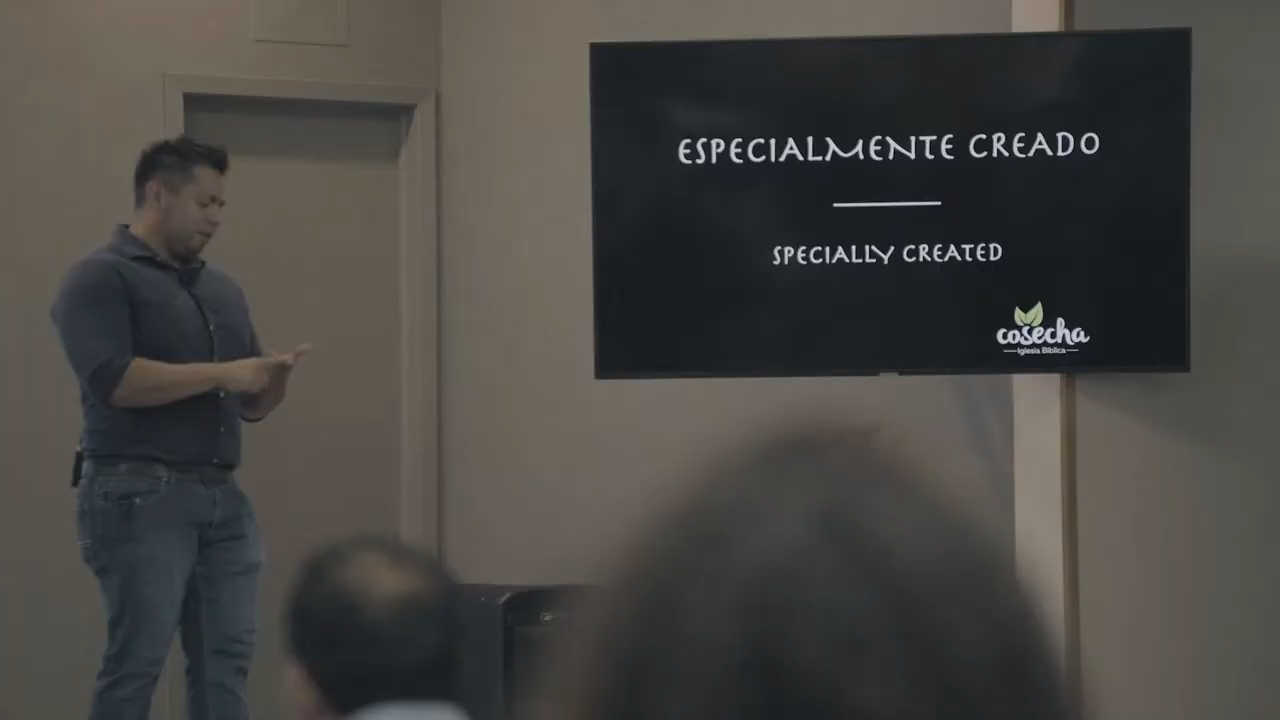 ESPECIALMENTE CREADO
SPECIALLY CREATED
cosecha
Iglesia Bíblica